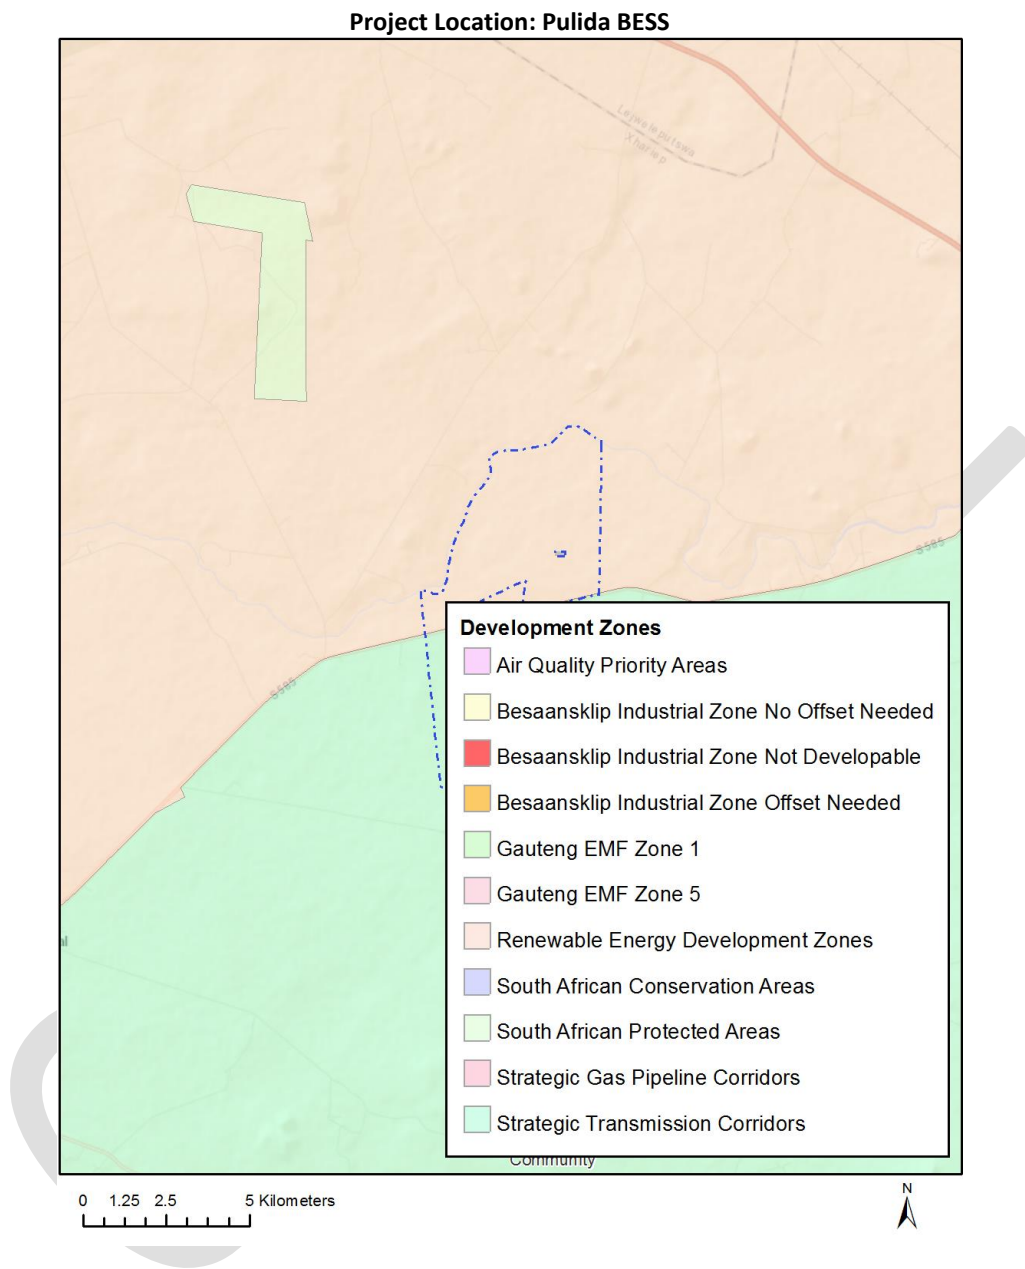 Project Location: Pulida BESS
Lejweleputswa
Xhariep
S585
S585
Development Zones
Air Quality Priority Areas
Besaansklip Industrial Zone No Offset Needed
Besaansklip Industrial Zone Not Developable
Besaansklip Industrial Zone Offset Needed
Gauteng EMF Zone 1
Gauteng EMF Zone 5
Renewable Energy Development Zones
South African Conservation Areas
South African Protected Areas
Strategic Gas Pipeline Corridors
Strategic Transmission Corridors
Community
0 1.25 2.5 5 Kilometers
N